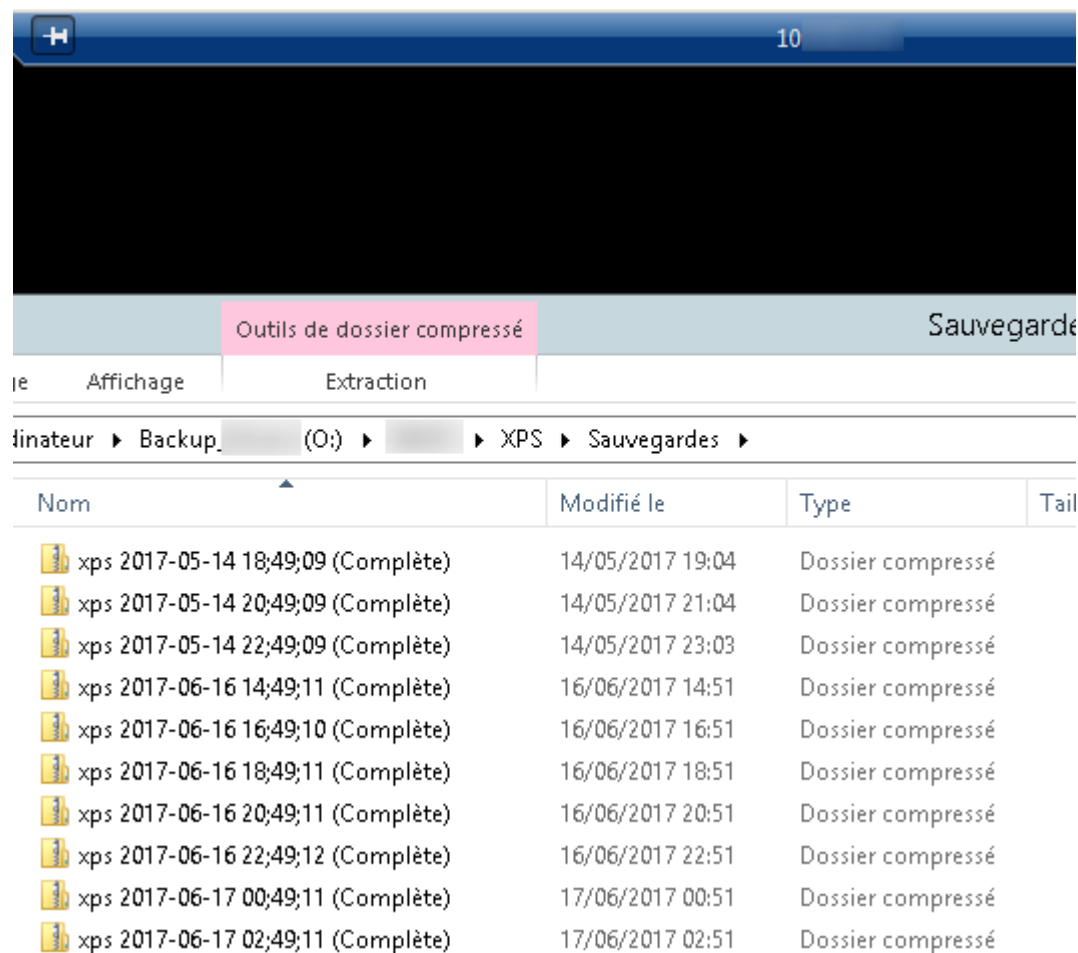 10
Outils de dossier compressé Sauvegarde
Affichage Extraction
dinateur ▸ Backup_ (O:) ▸ ▸ XPS ▸ Sauvegardes ▸
Nom Modifié le Type Tail
xps 2017-05-14 18;49;09 (Complète) 14/05/2017 19:04 Dossier compressé
xps 2017-05-14 20;49;09 (Complète) 14/05/2017 21:04 Dossier compressé
xps 2017-05-14 22;49;09 (Complète) 14/05/2017 23:03 Dossier compressé
xps 2017-06-16 14;49;11 (Complète) 16/06/2017 14:51 Dossier compressé
xps 2017-06-16 16;49;10 (Complète) 16/06/2017 16:51 Dossier compressé
xps 2017-06-16 18;49;11 (Complète) 16/06/2017 18:51 Dossier compressé
xps 2017-06-16 20;49;11 (Complète) 16/06/2017 20:51 Dossier compressé
xps 2017-06-16 22;49;12 (Complète) 16/06/2017 22:51 Dossier compressé
xps 2017-06-17 00;49;11 (Complète) 17/06/2017 00:51 Dossier compressé
xps 2017-06-17 02;49;11 (Complète) 17/06/2017 02:51 Dossier compressé